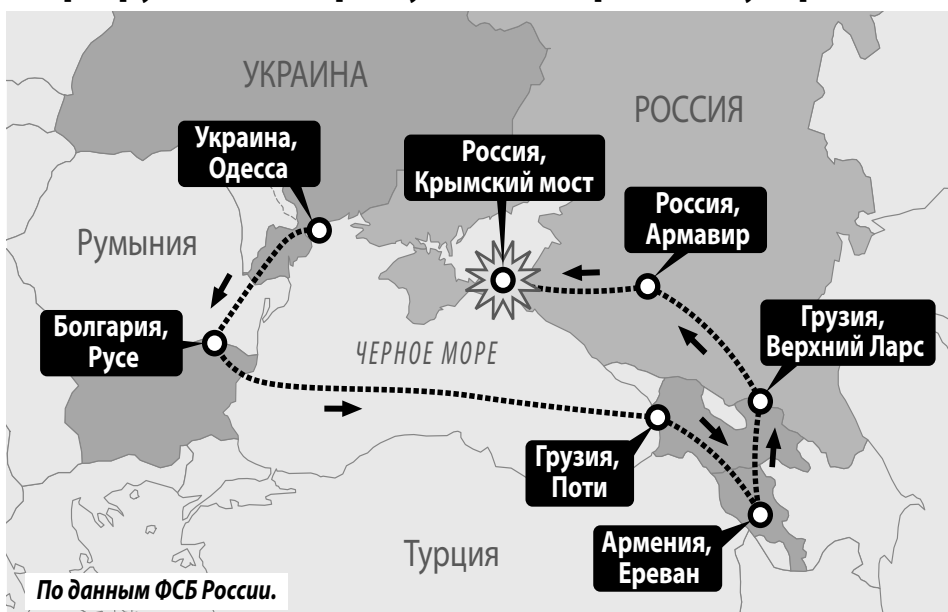 УКРАИНА
РОССИЯ
Украина,
Одесса
Россия,
Крымский мост
Россия,
Армавир
Румыния
Болгария,
Русе
ЧЕРНОЕ МОРЕ
Грузия,
Верхний Ларс
Грузия,
Поти
Армения,
Ереван
Турция
По данным ФСБ России.